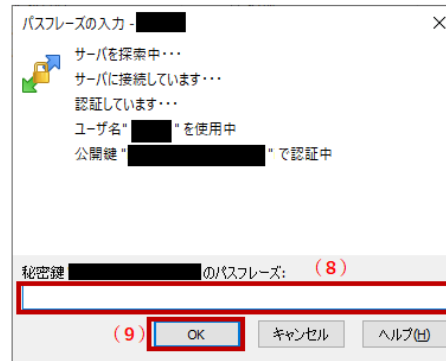 パスフレーズの入力 -
サーバを探索中・・・
サーバに接続しています・・・
認証しています・・・
ユーザ名" "を使用中
公開鍵 " "で認証中
秘密鍵 のパスフレーズ: (8)
(9) OK キャンセル ヘルプ(H)